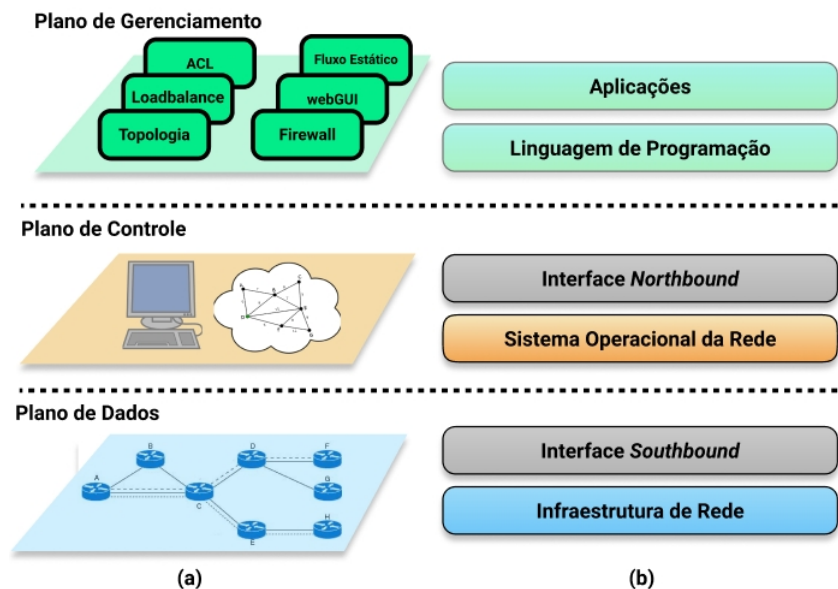 Plano de Gerenciamento
ACL
Fluxo Estático
Loadbalance
webGUI
Topologia
Firewall
Aplicações
Linguagem de Programação
Plano de Controle
Interface Northbound
Sistema Operacional da Rede
Plano de Dados
B
D
F
A
C
G
E
H
Interface Southbound
Infraestrutura de Rede
(a)
(b)